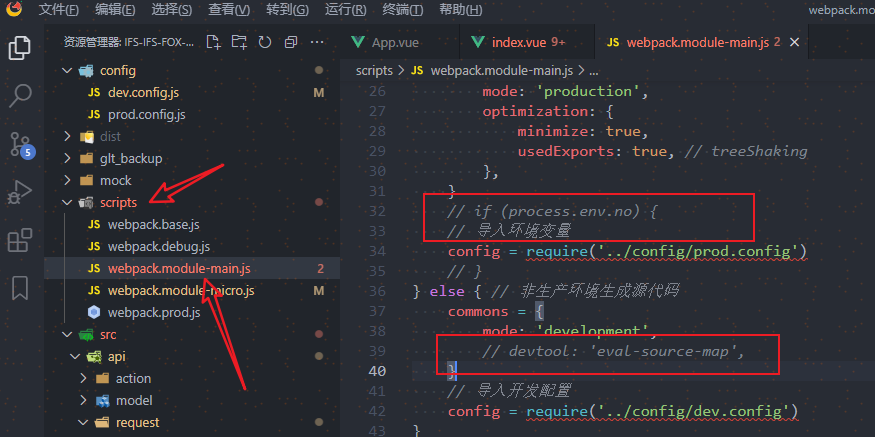 文件(F) 编辑(E) 选择(S) 查看(V) 转到(G) 运行(R) 终端(T) 帮助(H) webpack.mo
资源管理器: IFS-IFS-FOX-...
App.vue index.vue 9+ JS webpack.module-main.js 2
scripts > JS webpack.module-main.js > ...
config
JS dev.config.js M
JS prod.config.js
dist
glt_backup
mock
scripts
JS webpack.base.js
JS webpack.debug.js
JS webpack.module-main.js 2
JS webpack.module-micro.js M
webpack.prod.js
src
api
action
model
request
5
26 mode: 'production',
27 optimization: {
28 minimize: true,
29 usedExports: true, // treeShaking
30 },
31 }
32 // if (process.env.no) {
33 // 导入环境变量
34 config = require('../config/prod.config')
35 // }
36 } else { // 非生产环境生成源代码
37 commons = {
38 mode: 'development',
39 // devtool: 'eval-source-map',
40 }
41 // 导入开发配置
42 config = require('../config/dev.config')
43 }